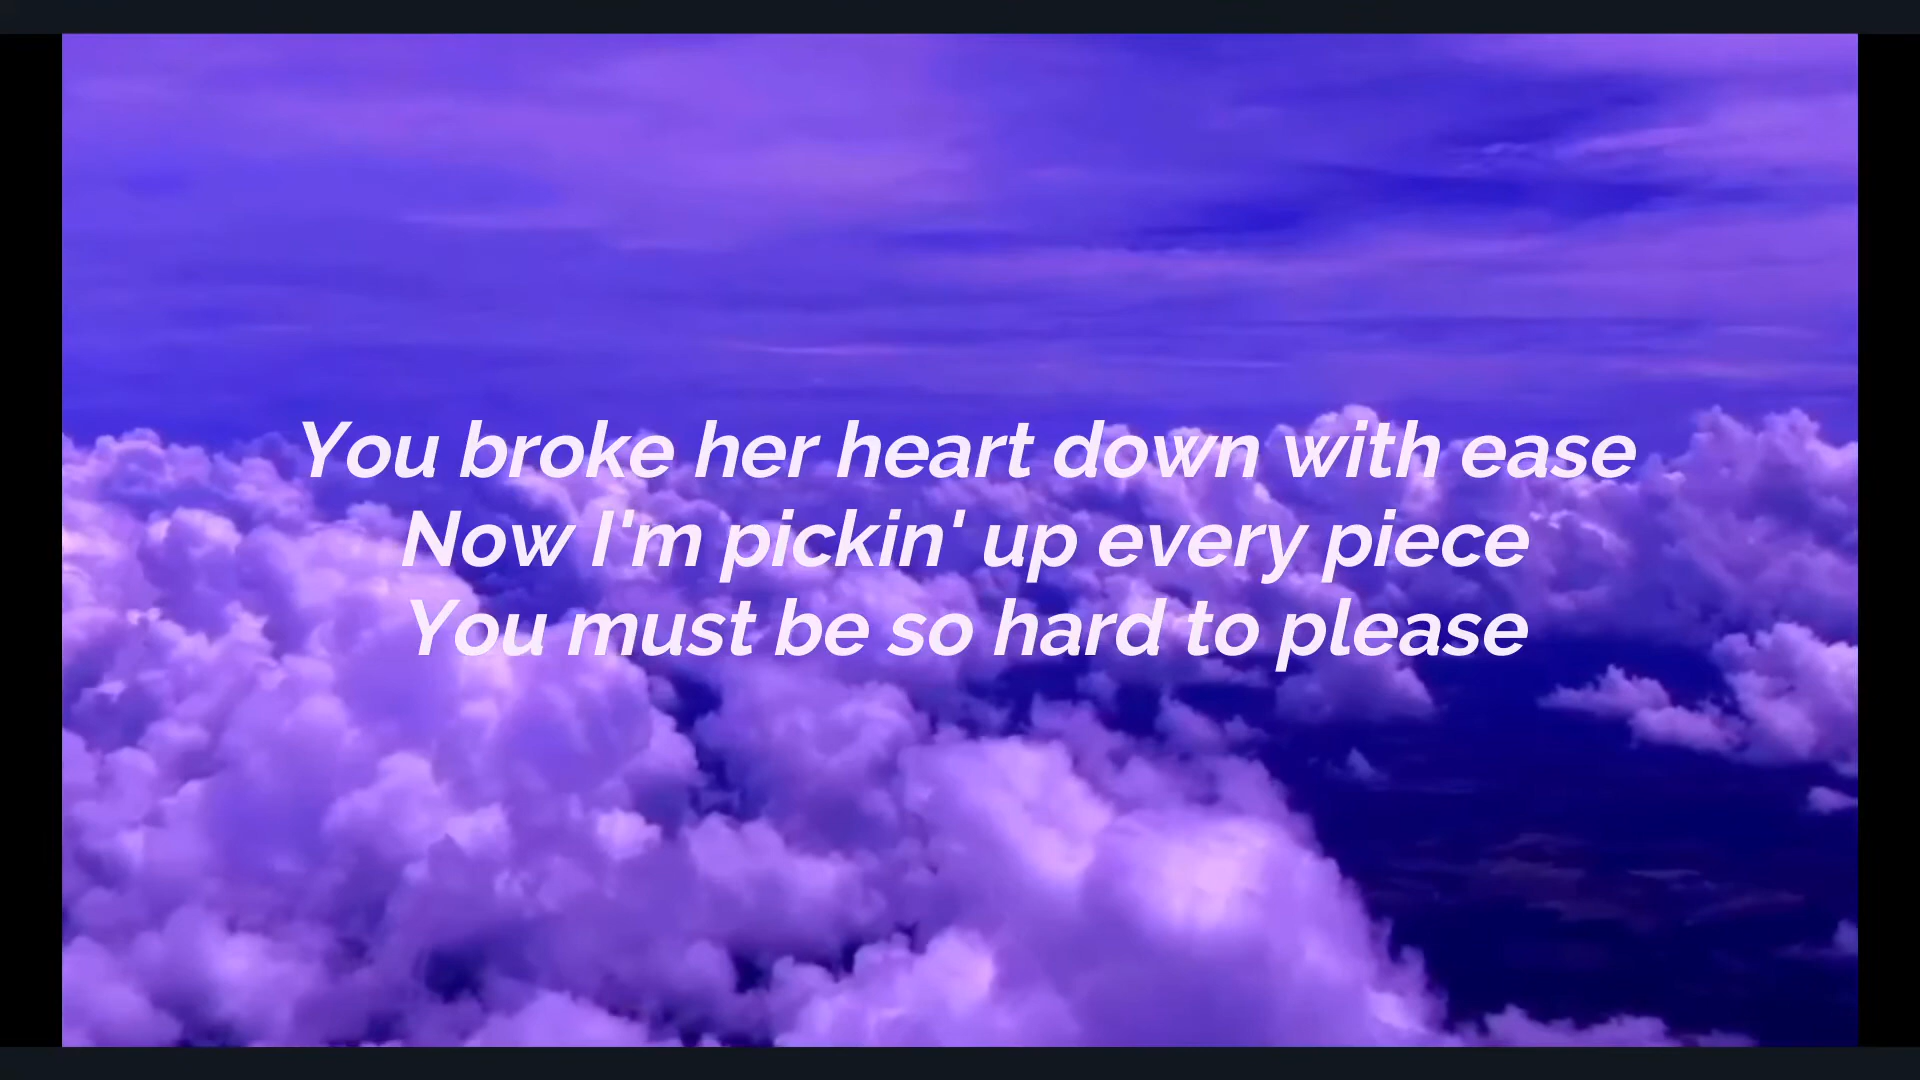 You broke her heart down with ease
Now I'm pickin' up every piece
You must be so hard to please